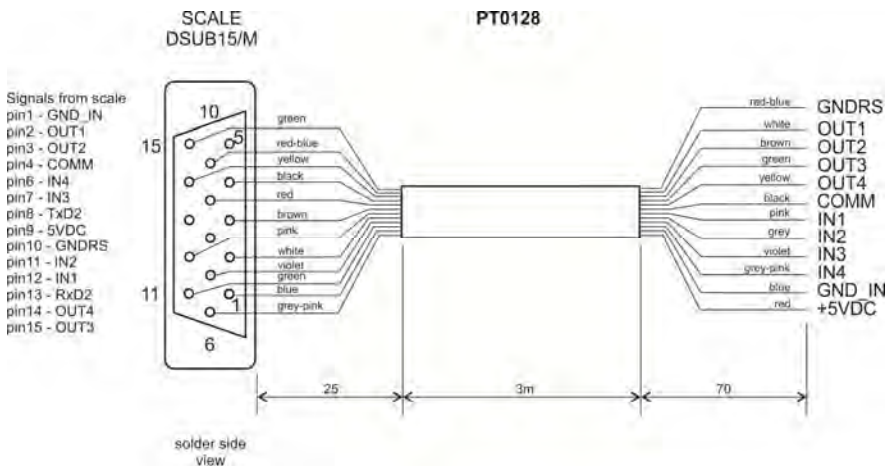 SCALE
DSUB15/M
PT0128
Signals from scale
pin1 - GND_IN
pin2 - OUT1
pin3 - OUT2
pin4 - COMM
pin6 - IN4
pin7 - IN3
pin8 - TxD2
pin9 - 5VDC
pin10 - GNDRS
pin11 - IN2
pin12 - IN1
pin13 - RxD2
pin14 - OUT4
pin15 - OUT3
10
15
5
11
1
6
green
red-blue
yellow
black
red
brown
pink
white
violet
green
blue
grey-pink
red-blue GNDRS
white OUT1
brown OUT2
green OUT3
yellow OUT4
black COMM
pink IN1
grey IN2
violet IN3
grey-pink IN4
blue GND_IN
red +5VDC
25
3m
70
solder side
view